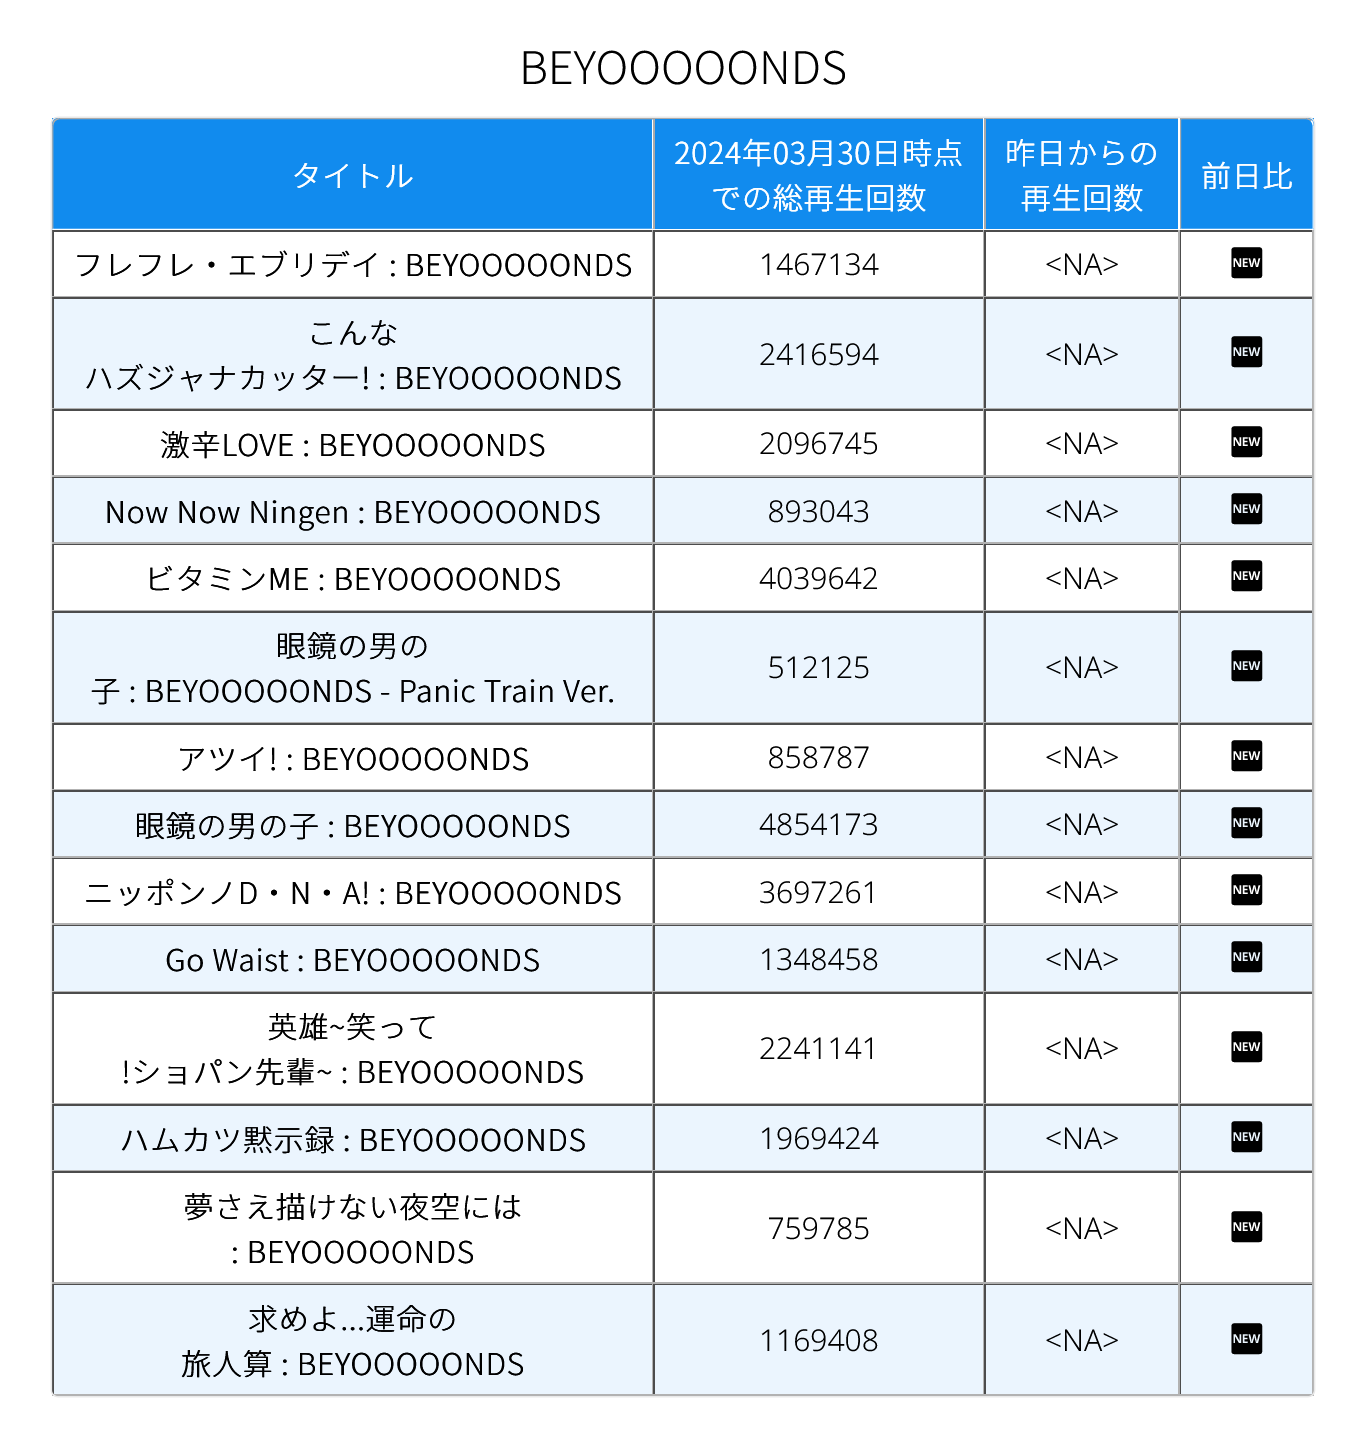 BEYOOOOONDS
タイトル
2024年03月30日時点
での総再生回数
昨日からの
再生回数
前日比
フレフレ・エブリデイ : BEYOOOOONDS
1467134
<NA>
NEW
こんな
ハズジャナカッター! : BEYOOOOONDS
2416594
<NA>
NEW
激辛LOVE : BEYOOOOONDS
2096745
<NA>
NEW
Now Now Ningen : BEYOOOOONDS
893043
<NA>
NEW
ビタミンME : BEYOOOOONDS
4039642
<NA>
NEW
眼鏡の男の
子 : BEYOOOOONDS - Panic Train Ver.
512125
<NA>
NEW
アツイ! : BEYOOOOONDS
858787
<NA>
NEW
眼鏡の男の子 : BEYOOOOONDS
4854173
<NA>
NEW
ニッポンノD・N・A! : BEYOOOOONDS
3697261
<NA>
NEW
Go Waist : BEYOOOOONDS
1348458
<NA>
NEW
英雄~笑って
!ショパン先輩~ : BEYOOOOONDS
2241141
<NA>
NEW
ハムカツ黙示録 : BEYOOOOONDS
1969424
<NA>
NEW
夢さえ描けない夜空には
: BEYOOOOONDS
759785
<NA>
NEW
求めよ...運命の
旅人算 : BEYOOOOONDS
1169408
<NA>
NEW